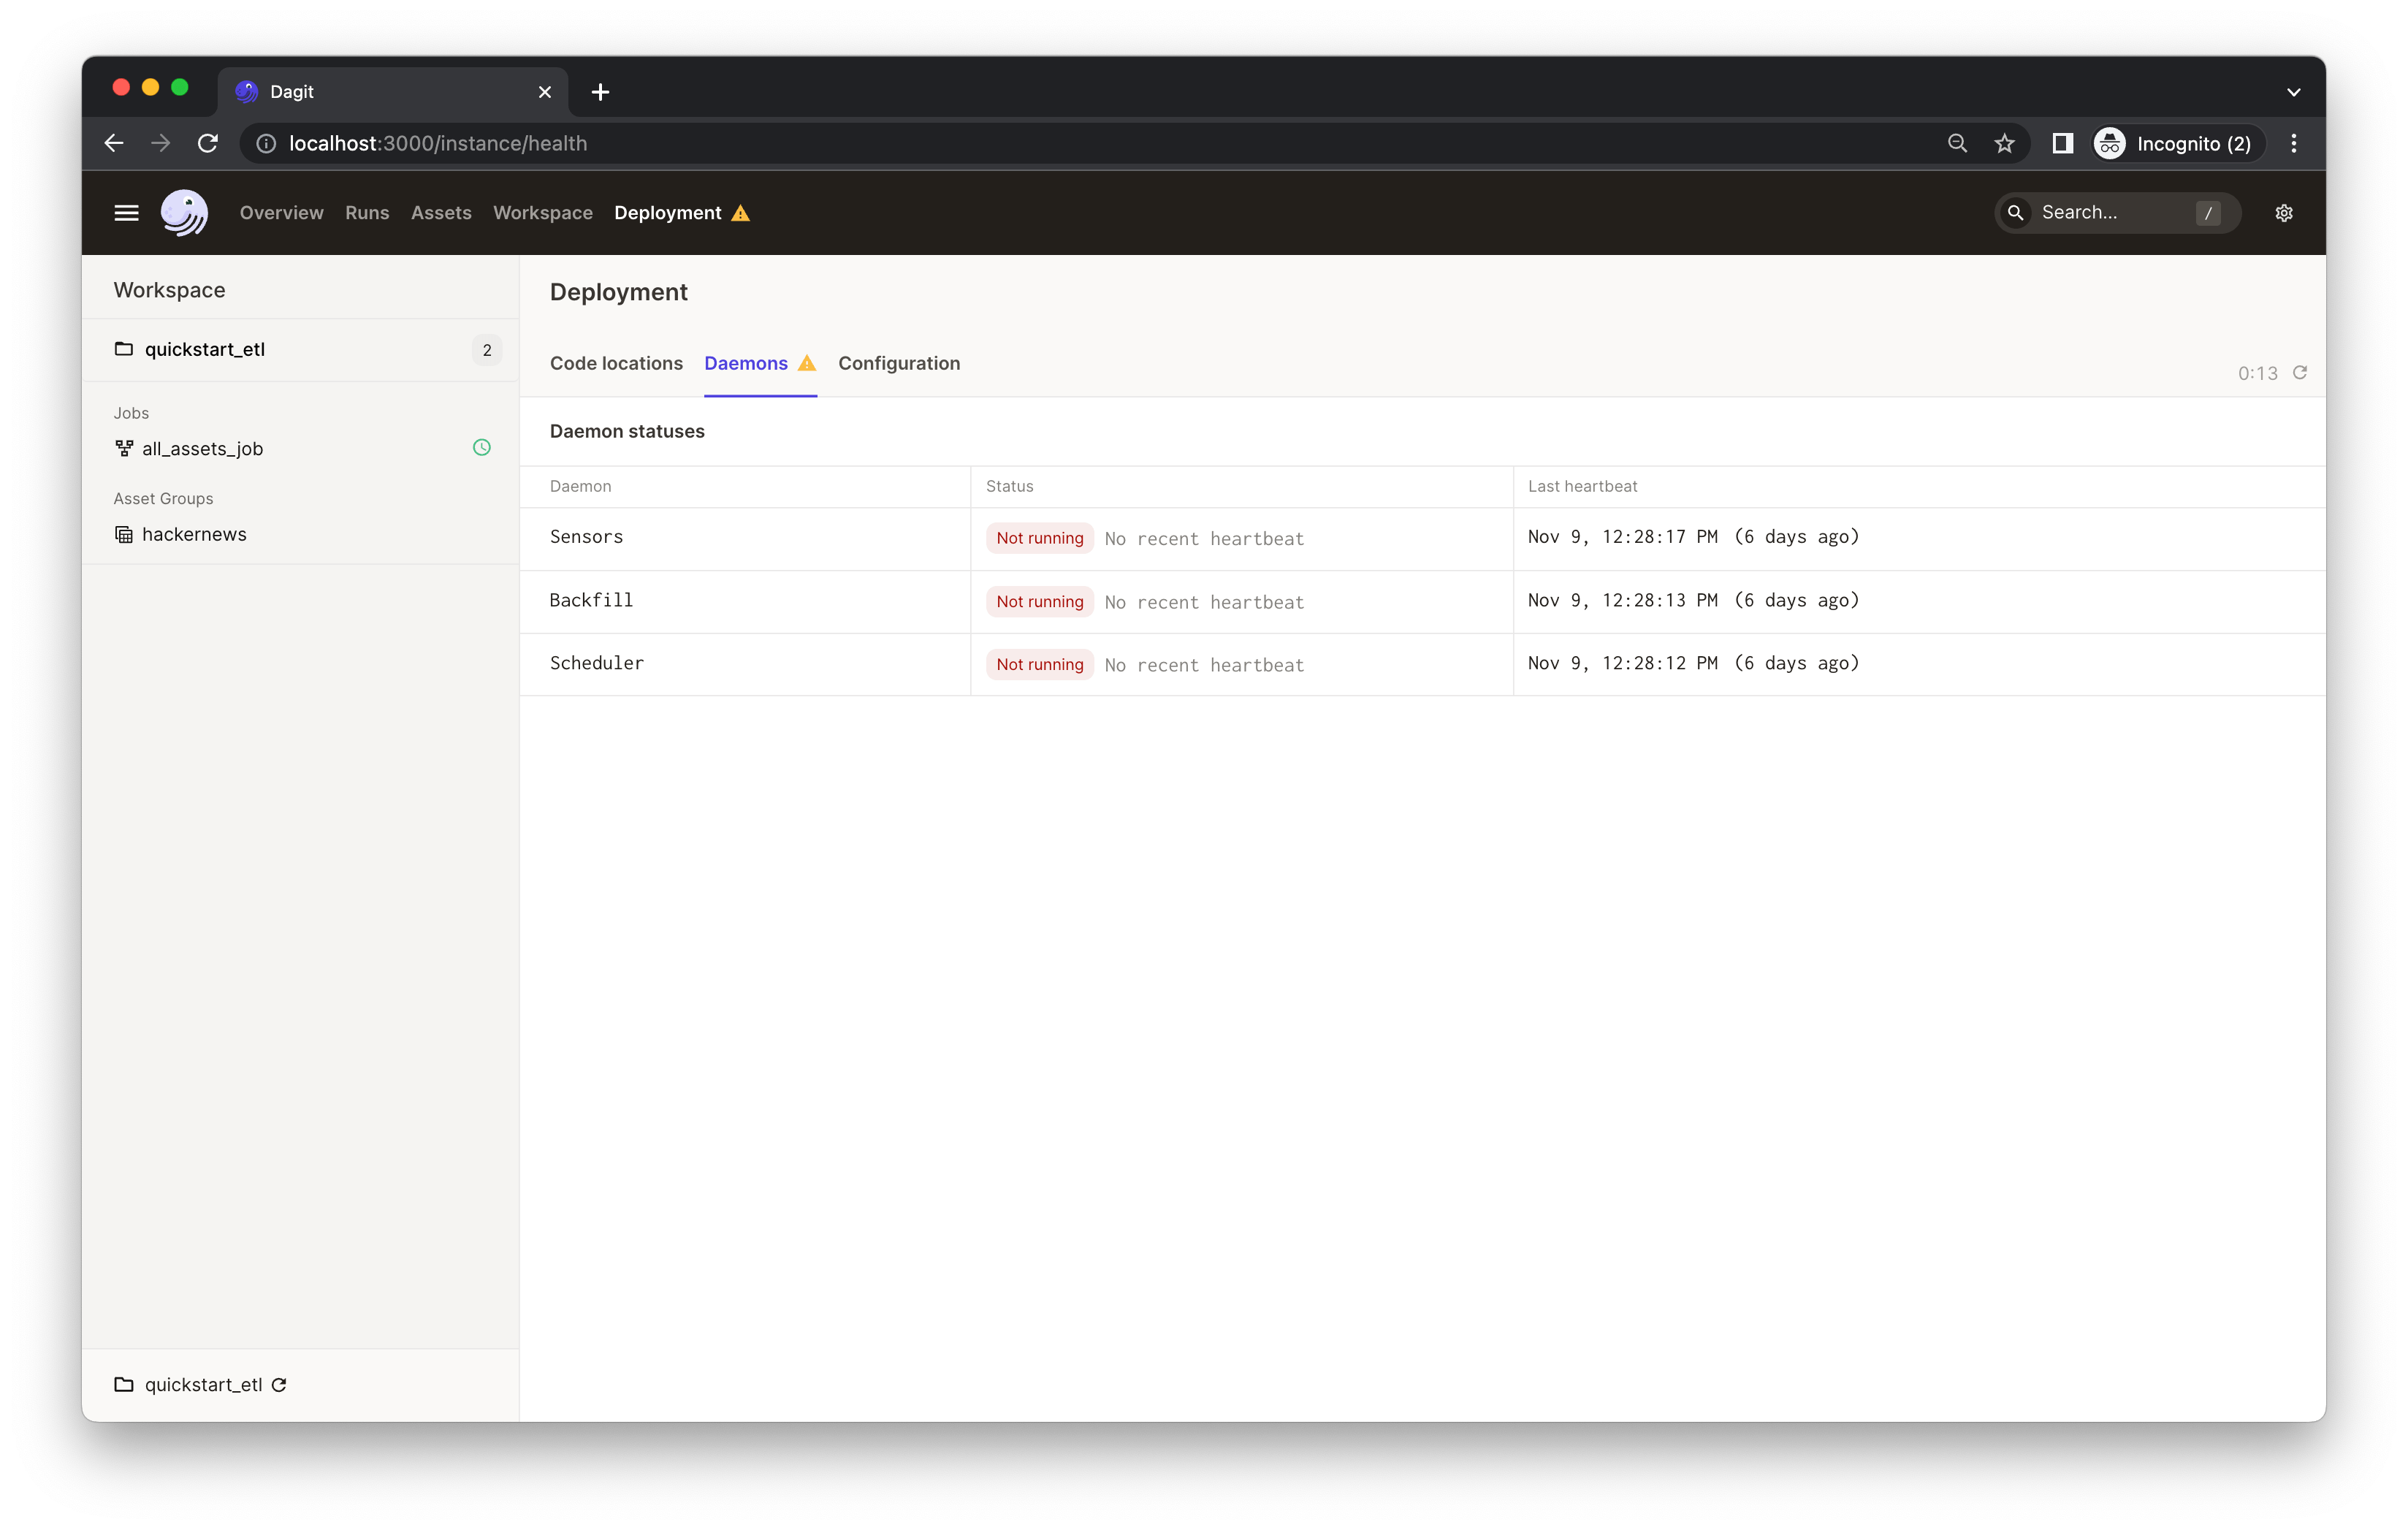 Dagit
localhost:3000/instance/health
Incognito (2)
Overview Runs Assets Workspace Deployment
Search... /
Workspace
quickstart_etl 2
Jobs
all_assets_job
Asset Groups
hackernews
quickstart_etl
Deployment
Code locations Daemons Configuration
0:13
Daemon statuses
Daemon Status Last heartbeat
Sensors Not running No recent heartbeat Nov 9, 12:28:17 PM (6 days ago)
Backfill Not running No recent heartbeat Nov 9, 12:28:13 PM (6 days ago)
Scheduler Not running No recent heartbeat Nov 9, 12:28:12 PM (6 days ago)